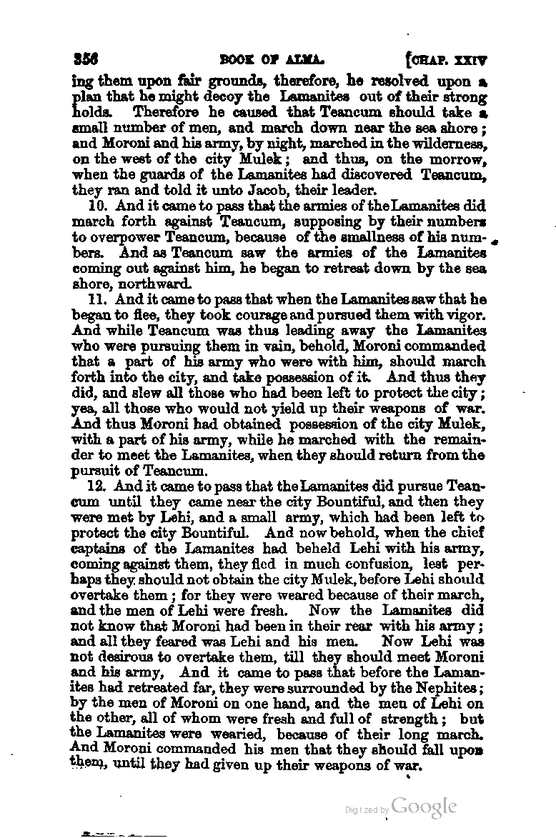 356 BOOK OF ALMA. [CHAP. XXIV
ing them upon fair grounds, therefore, he resolved upon a
plan that he might decoy the Lamanites out of their strong
holds. Therefore he caused that Teancum should take a
small number of men, and march down near the sea shore;
and Moroni and his army, by night, marched in the wilderness,
on the west of the city Mulek; and thus, on the morrow,
when the guards of the Lamanites had discovered Teancum,
they ran and told it unto Jacob, their leader.
10. And it came to pass that the armies of the Lamanites did
march forth against Teancum, supposing by their numbers
to overpower Teancum, because of the smallness of his num-
bers. And as Teancum saw the armies of the Lamanites
coming out against him, he began to retreat down by the sea
shore, northward.
11. And it came to pass that when the Lamanites saw that he
began to flee, they took courage and pursued them with vigor.
And while Teancum was thus leading away the Lamanites
who were pursuing them in vain, behold, Moroni commanded
that a part of his army who were with him, should march
forth into the city, and take possession of it. And thus they
did, and slew all those who had been left to protect the city;
yea, all those who would not yield up their weapons of war.
And thus Moroni had obtained possession of the city Mulek,
with a part of his army, while he marched with the remain-
der to meet the Lamanites, when they should return from the
pursuit of Teancum.
12. And it came to pass that the Lamanites did pursue Tean-
cum until they came near the city Bountiful, and then they
were met by Lehi, and a small army, which had been left to
protect the city Bountiful. And now behold, when the chief
captains of the Lamanites had beheld Lehi with his army,
coming against them, they fled in much confusion, lest per-
haps they should not obtain the city Mulek, before Lehi should
overtake them; for they were weared because of their march,
and the men of Lehi were fresh. Now the Lamanites did
not know that Moroni had been in their rear with his army;
and all they feared was Lehi and his men. Now Lehi was
not desirous to overtake them, till they should meet Moroni
and his army, And it came to pass that before the Laman-
ites had retreated far, they were surrounded by the Nephites;
by the men of Moroni on one hand, and the men of Lehi on
the other, all of whom were fresh and full of strength; but
the Lamanites were wearied, because of their long march.
And Moroni commanded his men that they should fall upon
them, until they had given up their weapons of war.
Digitized by Google